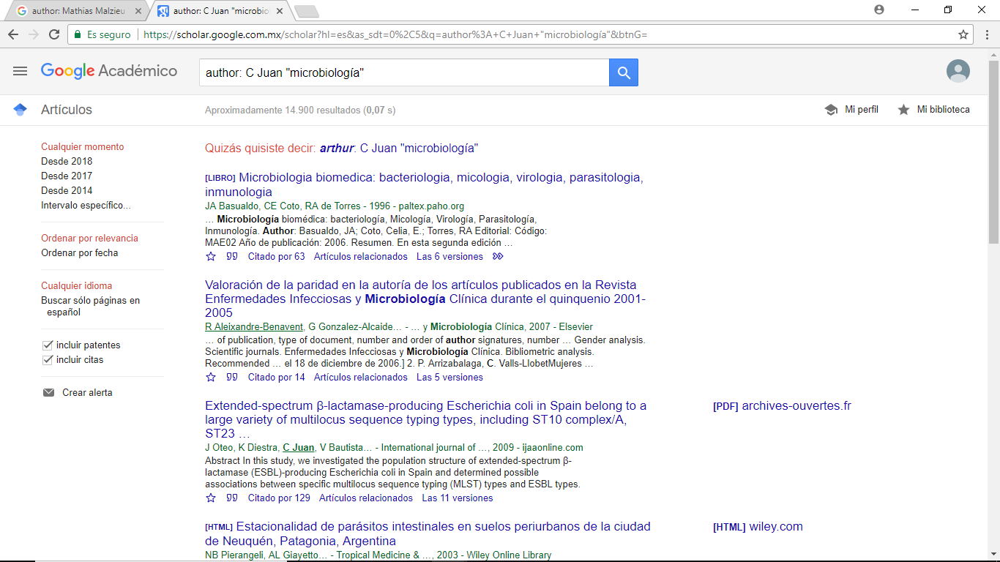 author: Mathias Malzieu
author: C Juan "microbio
Es seguro
https://scholar.google.com.mx/scholar?hl=es&as_sdt=0%2C5&q=author%3A+C+Juan+"microbiología"&btnG=
Google Académico
author: C Juan "microbiología"
Artículos
Aproximadamente 14.900 resultados (0,07 s)
Mi perfil
Mi biblioteca
Cualquier momento
Desde 2018
Desde 2017
Desde 2014
Intervalo específico...
Ordenar por relevancia
Ordenar por fecha
Cualquier idioma
Buscar sólo páginas en
español
incluir patentes
incluir citas
Crear alerta
Quizás quisiste decir: arthur: C Juan "microbiología"
[LIBRO] Microbiologia biomedica: bacteriologia, micologia, virologia, parasitologia,
inmunologia
JA Basualdo, CE Coto, RA de Torres - 1996 - paltex.paho.org
... Microbiología biomédica: bacteriología, Micología, Virología, Parasitología,
Inmunología. Author: Basualdo, JA; Coto, Celia, E.; Torres, RA Editorial: Código:
MAE02 Año de publicación: 2006. Resumen. En esta segunda edición ...
Citado por 63 Artículos relacionados Las 6 versiones
Valoración de la paridad en la autoría de los artículos publicados en la Revista
Enfermedades Infecciosas y Microbiología Clínica durante el quinquenio 2001-
2005
R Aleixandre-Benavent, G Gonzalez-Alcaide... - ... y Microbiología Clínica, 2007 - Elsevier
... of publication, type of document, number and order of author signatures, number ... Gender analysis.
Scientific journals. Enfermedades Infecciosas y Microbiología Clínica. Bibliometric analysis.
Recommended ... el 18 de diciembre de 2006.] 2. P. Arrizabalaga, C. Valls-LlobetMujeres ...
Citado por 14 Artículos relacionados Las 5 versiones
Extended-spectrum β-lactamase-producing Escherichia coli in Spain belong to a
large variety of multilocus sequence typing types, including ST10 complex/A,
ST23 ...
J Oteo, K Diestra, C Juan, V Bautista... - International journal of ..., 2009 - ijaaonline.com
Abstract In this study, we investigated the population structure of extended-spectrum β-
lactamase (ESBL)-producing Escherichia coli in Spain and determined possible
associations between specific multilocus sequence typing (MLST) types and ESBL types.
Citado por 129 Artículos relacionados Las 11 versiones
[PDF] archives-ouvertes.fr
[HTML] Estacionalidad de parásitos intestinales en suelos periurbanos de la ciudad
de Neuquén, Patagonia, Argentina
NB Pierangeli, AL Giayetto... - Tropical Medicine & ..., 2003 - Wiley Online Library
[HTML] wiley.com